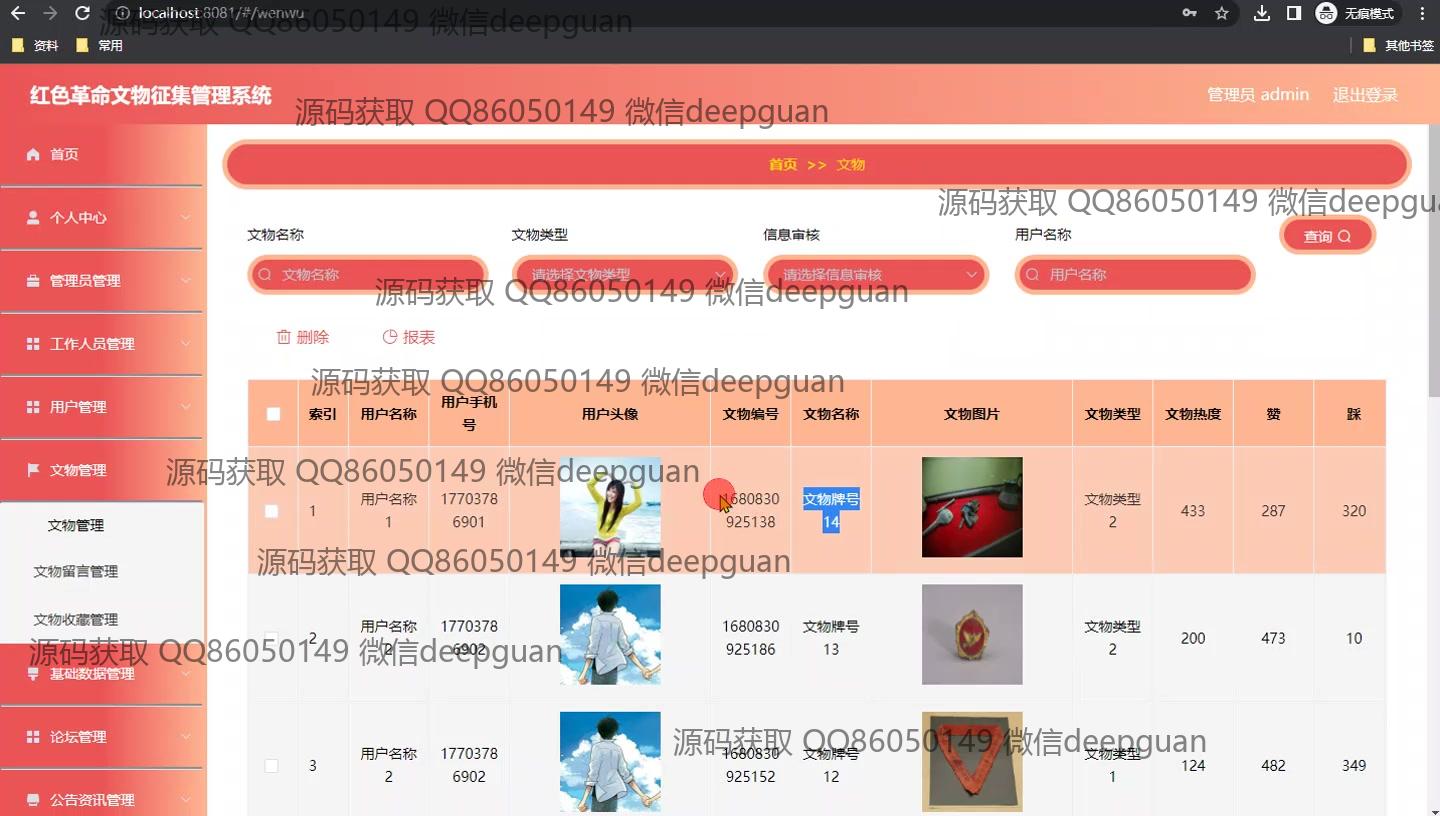 localhost:8081/#/wenwu
无痕模式
源码获取 QQ86050149 微信deepguan
资料
常用
其他书签
红色革命文物征集管理系统
源码获取 QQ86050149 微信deepguan
管理员 admin
退出登录
首页
个人中心
管理员管理
工作人员管理
用户管理
文物管理
文物管理
文物留言管理
文物收藏管理
基础数据管理
论坛管理
公告资讯管理
首页 >> 文物
源码获取 QQ86050149 微信deepgua
文物名称
文物类型
信息审核
用户名称
查询
文物名称
请选择文物类型
请选择信息审核
用户名称
源码获取 QQ86050149 微信deepguan
删除
报表
源码获取 QQ86050149 微信deepguan
索引
用户名称
用户手机
号
用户头像
文物编号
文物名称
文物图片
文物类型
文物热度
赞
踩
源码获取 QQ86050149 微信deepguan
1
用户名称
1
1770378
6901
1680830
925138
文物牌号
14
文物类型
2
433
287
320
源码获取 QQ86050149 微信deepguan
2
用户名称
2
1770378
6902
1680830
925186
文物牌号
13
文物类型
2
200
473
10
源码获取 QQ86050149 微信deepguan
3
用户名称
2
1770378
6902
1680830
925152
文物牌号
12
文物类型
1
124
482
349
源码获取 QQ86050149 微信deepguan